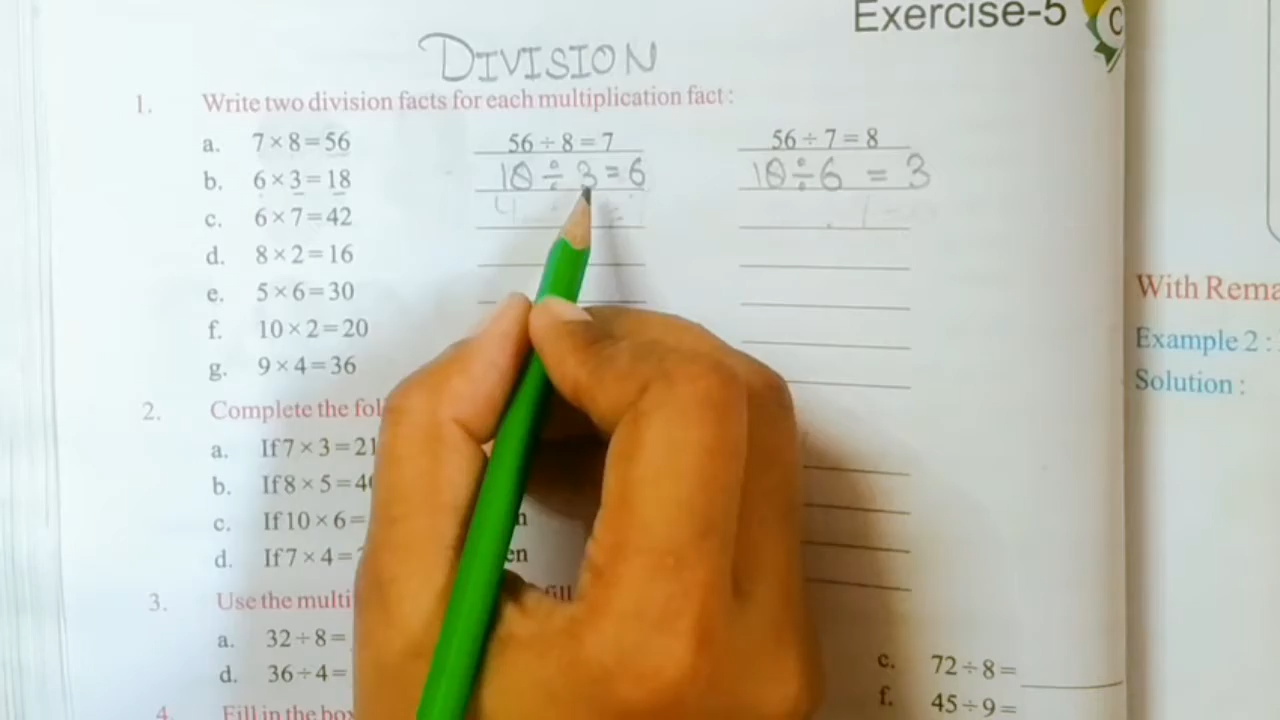 Exercise-5 C
DIVISION
1. Write two division facts for each multiplication fact :
a. 7 × 8 = 56 56 ÷ 8 = 7 56 ÷ 7 = 8
b. 6 × 3 = 18 18 ÷ 3 = 6 18 ÷ 6 = 3
c. 6 × 7 = 42
d. 8 × 2 = 16
e. 5 × 6 = 30
f. 10 × 2 = 20
g. 9 × 4 = 36
2. Complete the
a. If 7 × 3 = 21
b. If 8 × 5 =
c. If 10 × 6 =
d. If 7 × 4 =
3. Use the
a. 32 ÷ 8 =
c. 72 ÷ 8 =
d. 36 ÷ 4 =
f. 45 ÷ 9 =
4. Fill in the
With
Example 2 :
Solution :